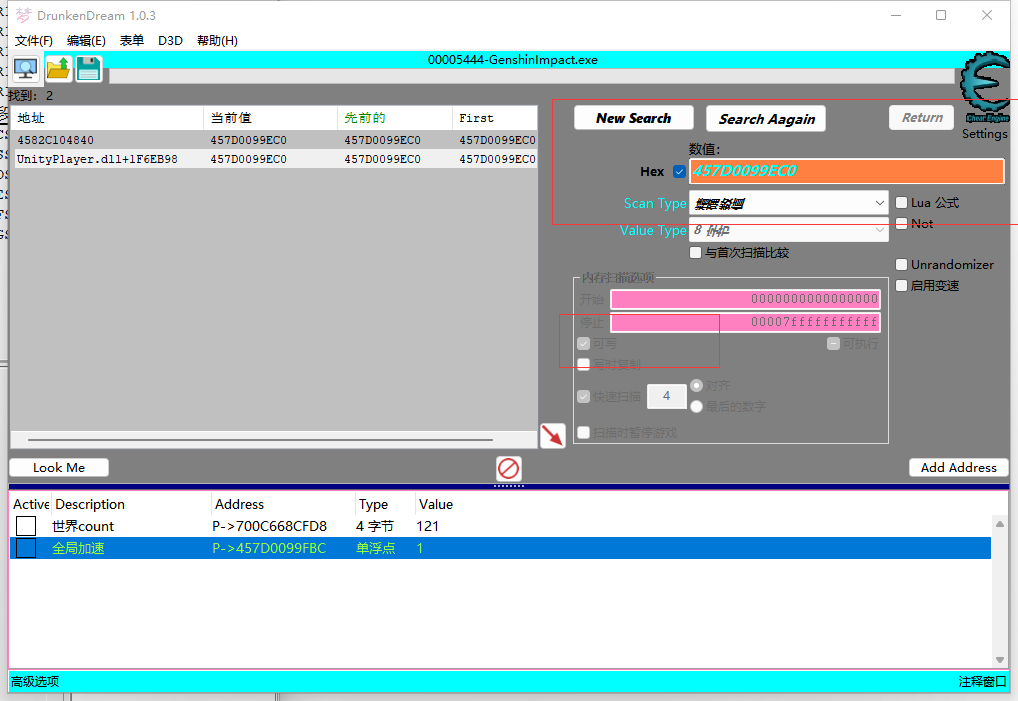 DrunkenDream 1.0.3
文件(F) 编辑(E) 表单 D3D 帮助(H)
00005444-GenshinImpact.exe
找到: 2
地址 当前值 先前的 First
4582C104840 457D0099EC0 457D0099EC0 457D0099EC0
UnityPlayer.dll+1F6EB98 457D0099EC0 457D0099EC0 457D0099EC0
New Search Search Aagain Return
Cheat Engine
Settings
数值:
Hex 457D0099EC0
Scan Type Lua 公式
Value Type 8 Not
与首次扫描比较
Unrandomizer
启用变速
内存扫描选项
开始 0000000000000000
停止 00007fffffffffff
可写 可执行
写时复制
快速扫描 4 对齐
最后的数字
扫描时暂停游戏
Look Me Add Address
Active Description Address Type Value
世界count P->700C668CFD8 4 字节 121
全局加速 P->457D0099FBC 单浮点 1
高级选项 注释窗口